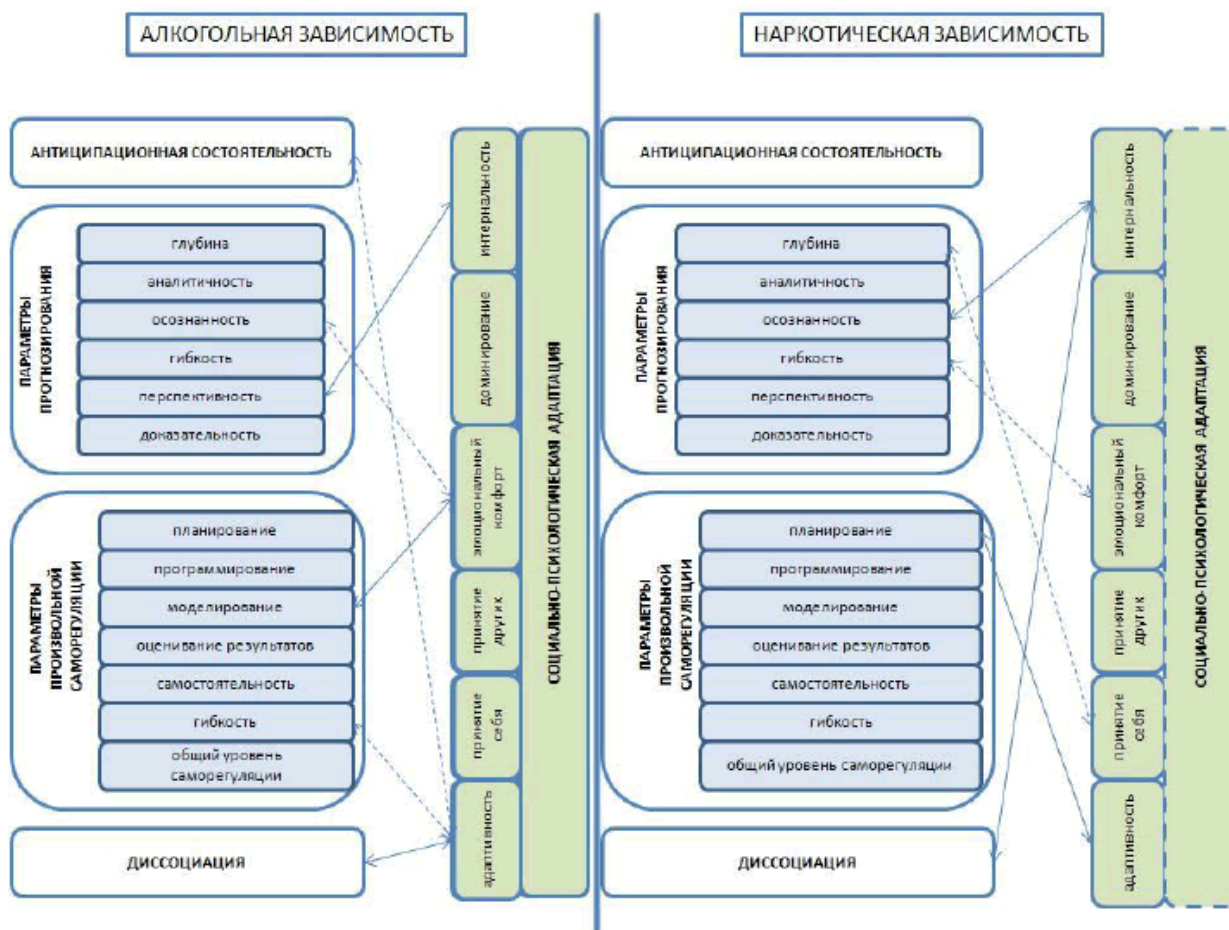 АЛКОГОЛЬНАЯ ЗАВИСИМОСТЬ
АНТИЦИПАЦИОННАЯ СОСТОЯТЕЛЬНОСТЬ
ПАРАМЕТРЫ
ПРОГНОЗИРОВАНИЯ
глубина
аналитичность
осознанность
гибкость
перспективность
доказательность
ПАРАМЕТРЫ
ПРОИЗВОЛЬНОЙ
САМОРЕГУЛЯЦИИ
планирование
программирование
моделирование
оценивание результатов
самостоятельность
гибкость
общий уровень
саморегуляции
ДИССОЦИАЦИЯ
интернальность
доминирование
эмоциональный
комфорт
принятие
других
принятие
себя
адаптивность
СОЦИАЛЬНО-ПСИХОЛОГИЧЕСКАЯ АДАПТАЦИЯ
НАРКОТИЧЕСКАЯ ЗАВИСИМОСТЬ
АНТИЦИПАЦИОННАЯ СОСТОЯТЕЛЬНОСТЬ
ПАРАМЕТРЫ
ПРОГНОЗИРОВАНИЯ
глубина
аналитичность
осознанность
гибкость
перспективность
доказательность
ПАРАМЕТРЫ
ПРОИЗВОЛЬНОЙ
САМОРЕГУЛЯЦИИ
планирование
программирование
моделирование
оценивание результатов
самостоятельность
гибкость
общий уровень саморегуляции
ДИССОЦИАЦИЯ
интернальность
доминирование
эмоциональный
комфорт
принятие
других
принятие
себя
адаптивность
СОЦИАЛЬНО-ПСИХОЛОГИЧЕСКАЯ АДАПТАЦИЯ